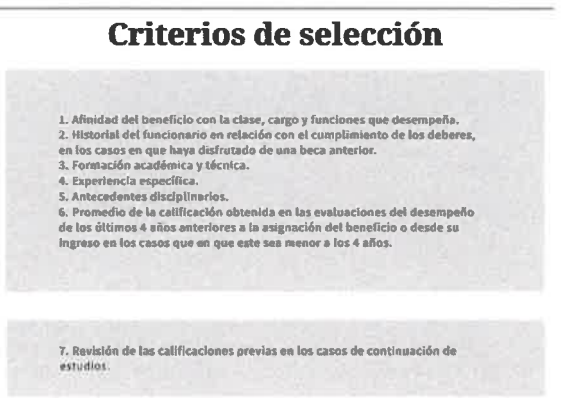 Criterios de selección
1. Afinidad del beneficio con la clase, cargo y funciones que desempeña.
2. Historial del funcionario en relación con el cumplimiento de los deberes,
en los casos en que haya disfrutado de una beca anterior.
3. Formación académica y técnica.
4. Experiencia específica.
5. Antecedentes disciplinarios.
6. Promedio de la calificación obtenida en las evaluaciones del desempeño
de los últimos 4 años anteriores a la asignación del beneficio o desde su
ingreso en los casos que en que este sea menor a los 4 años.
7. Revisión de las calificaciones previas en los casos de continuación de
estudios.